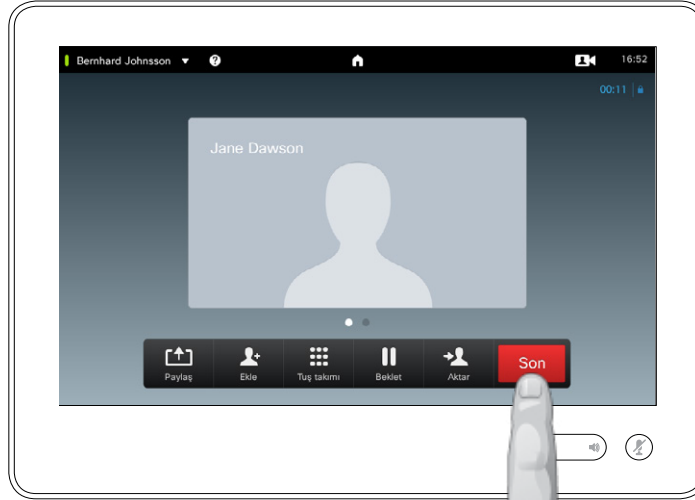 Bernhard Johnsson ? 16:52
00:11
Jane Dawson
Paylaş Ekle Tuş takımı Beklet Aktar Son